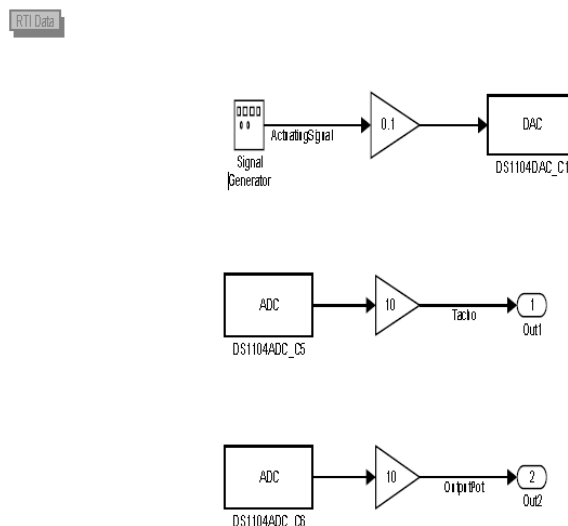 RTI Data
0.1
DAC
ActuatingSignal
Signal
Generator
DS1104DAC_C1
ADC
10
1
Tacho
Out1
DS1104ADC_C5
ADC
10
2
OutputPot
Out2
DS1104ADC_C6